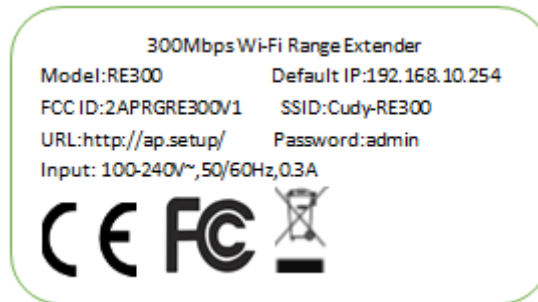 300Mbps Wi-Fi Range Extender
Model:RE300 Default IP:192.168.10.254
FCC ID:2APRGRE300V1 SSID:Cudy-RE300
URL:http://ap.setup/ Password:admin
Input: 100-240V~,50/60Hz,0.3A
CE FC